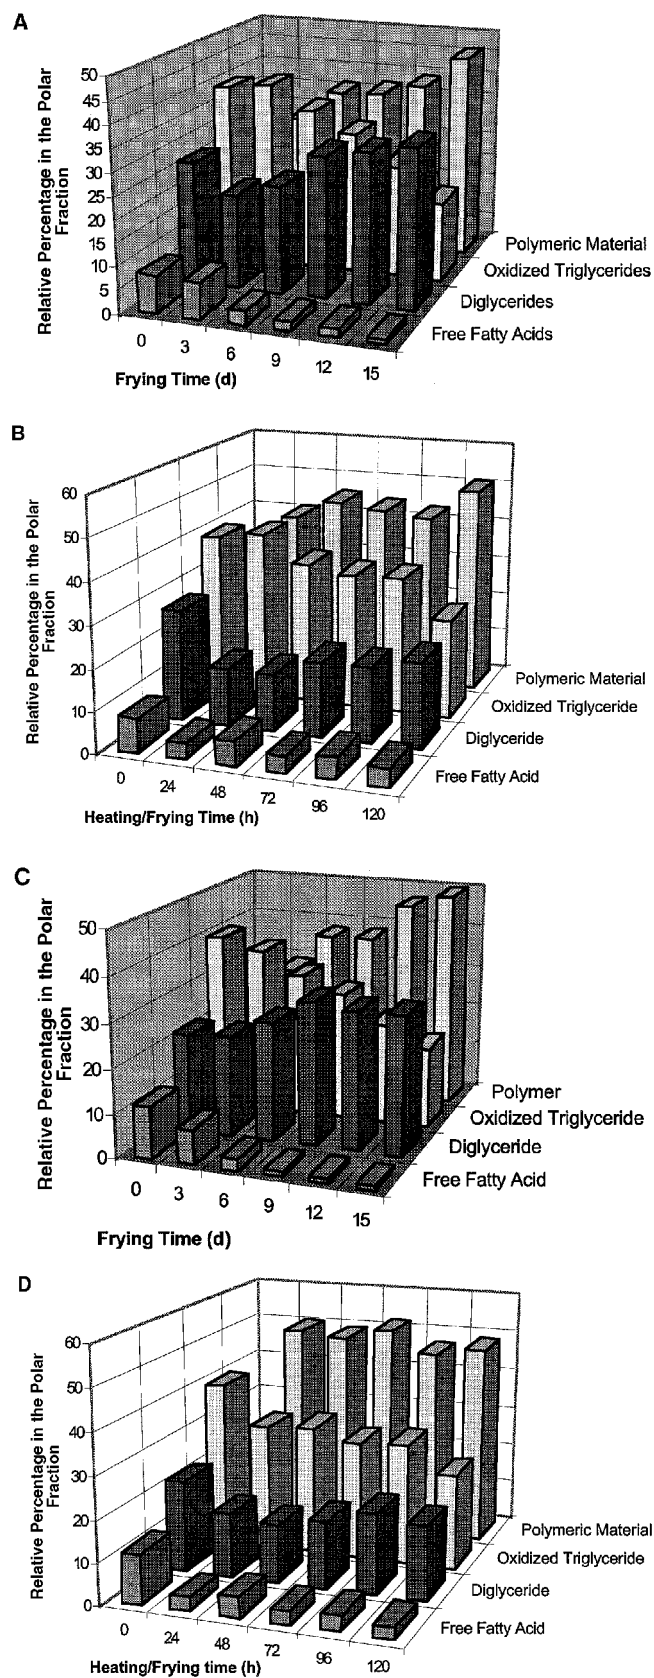 A
Relative Percentage in the Polar
Fraction
50
45
40
35
30
25
20
15
10
5
0
0
3
6
9
12
15
Frying Time (d)
Polymeric Material
Oxidized Triglycerides
Diglycerides
Free Fatty Acids
B
Relative Percentage in the Polar
Fraction
60
50
40
30
20
10
0
0
24
48
72
96
120
Heating/Frying Time (h)
Polymeric Material
Oxidized Triglyceride
Diglyceride
Free Fatty Acid
C
Relative Percentage in the Polar
Fraction
50
40
30
20
10
0
0
3
6
9
12
15
Frying Time (d)
Polymer
Oxidized Triglyceride
Diglyceride
Free Fatty Acid
D
Relative Percentage in the Polar
Fraction
60
50
40
30
20
10
0
0
24
48
72
96
120
Heating/Frying time (h)
Polymeric Material
Oxidized Triglyceride
Diglyceride
Free Fatty Acid